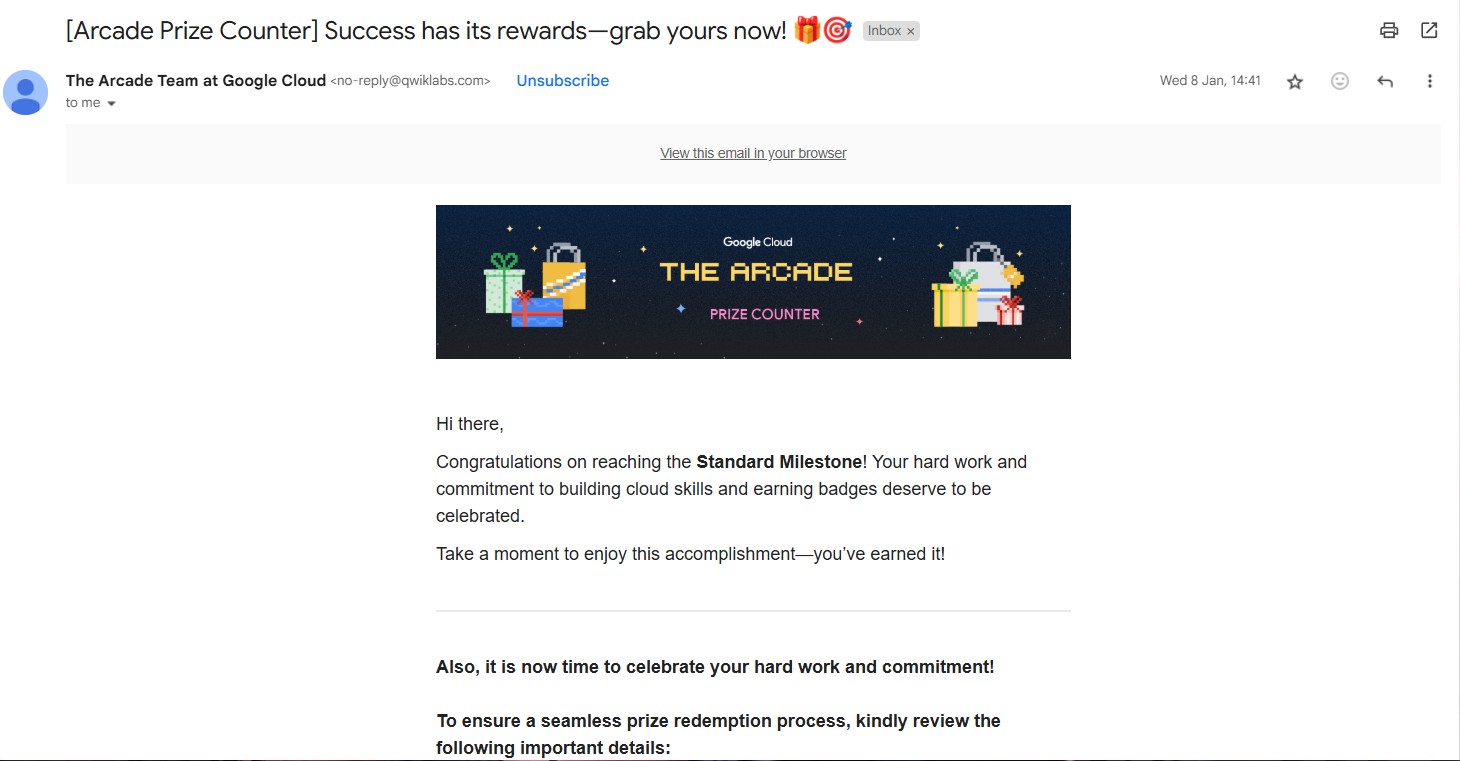 [Arcade Prize Counter] Success has its rewards—grab yours now! 🎁🎯 Inbox ×
The Arcade Team at Google Cloud <no-reply@qwiklabs.com> Unsubscribe Wed 8 Jan, 14:41
to me
View this email in your browser
Google Cloud
THE ARCADE
PRIZE COUNTER
Hi there,
Congratulations on reaching the Standard Milestone! Your hard work and
commitment to building cloud skills and earning badges deserve to be
celebrated.
Take a moment to enjoy this accomplishment—you’ve earned it!
Also, it is now time to celebrate your hard work and commitment!
To ensure a seamless prize redemption process, kindly review the
following important details: